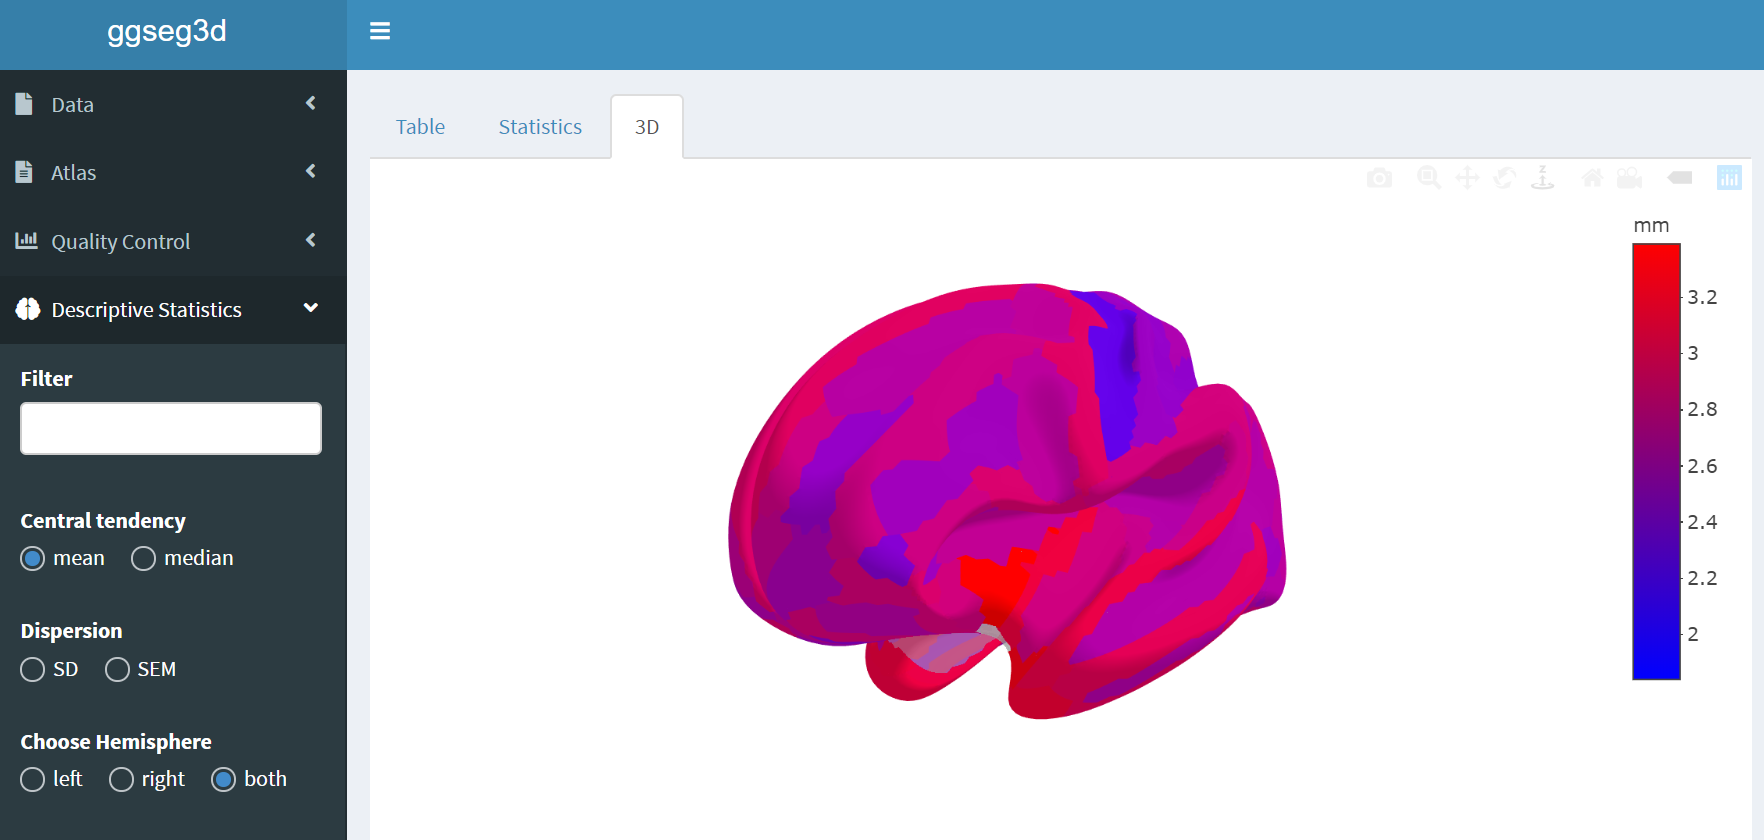 ggseg3d
Data
Atlas
Quality Control
Descriptive Statistics
Filter
Central tendency
mean median
Dispersion
SD SEM
Choose Hemisphere
left right both
Table Statistics 3D
Z
mm
3.2
3
2.8
2.6
2.4
2.2
2